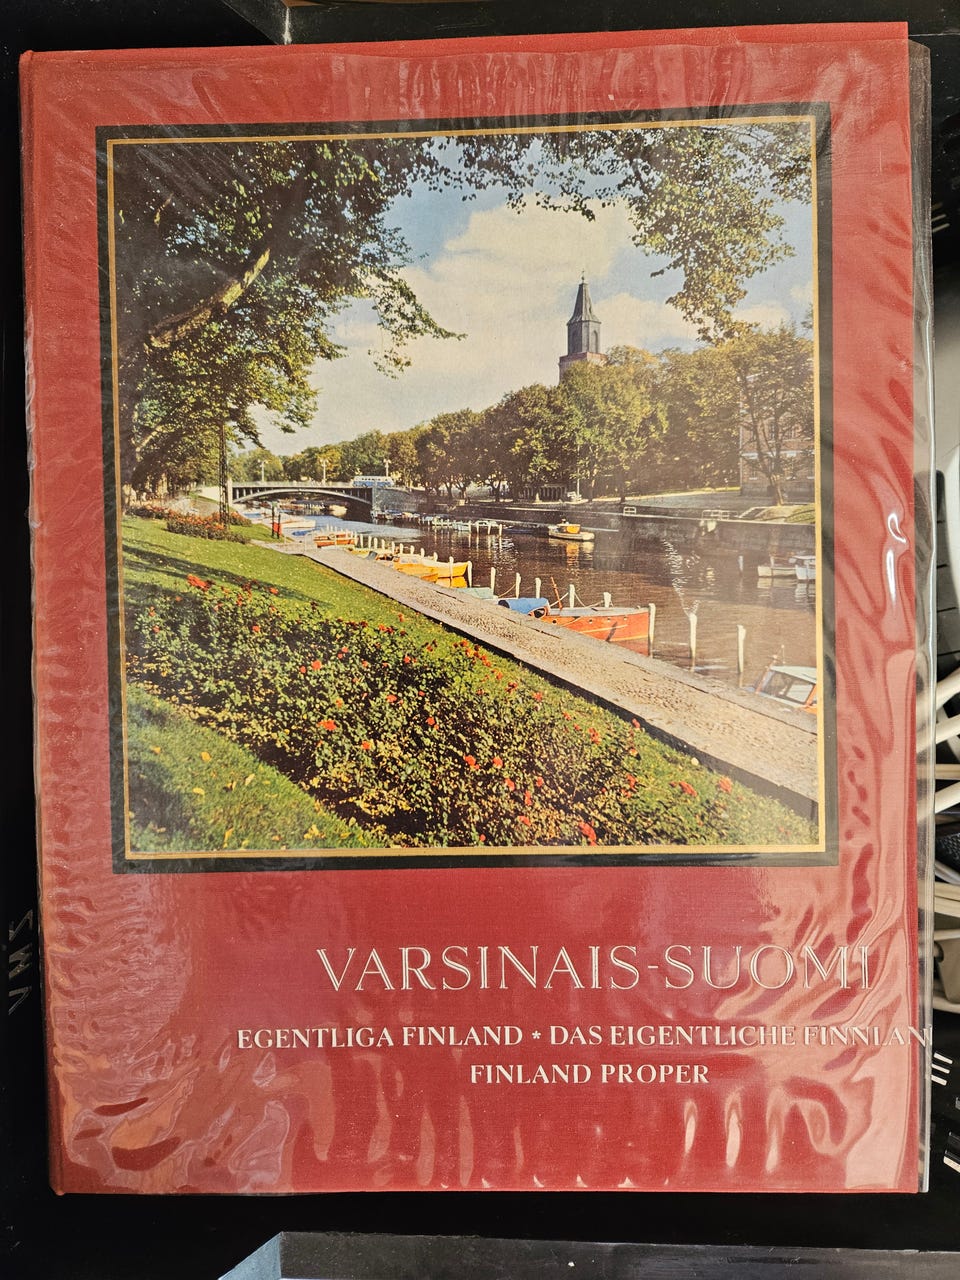 VARSINAIS-SUOMI
EGENTLIGA FINLAND * DAS EIGENTLICHE FINNLAN
FINLAND PROPER